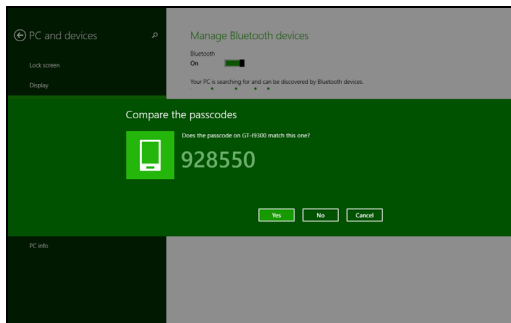 PC and devices
Manage Bluetooth devices
Bluetooth
On
Lock screen
Your PC is searching for and can be discovered by Bluetooth devices.
Display
Compare the passcodes
Does the passcode on GT-I9300 match this one?
928550
Yes No Cancel
PC info